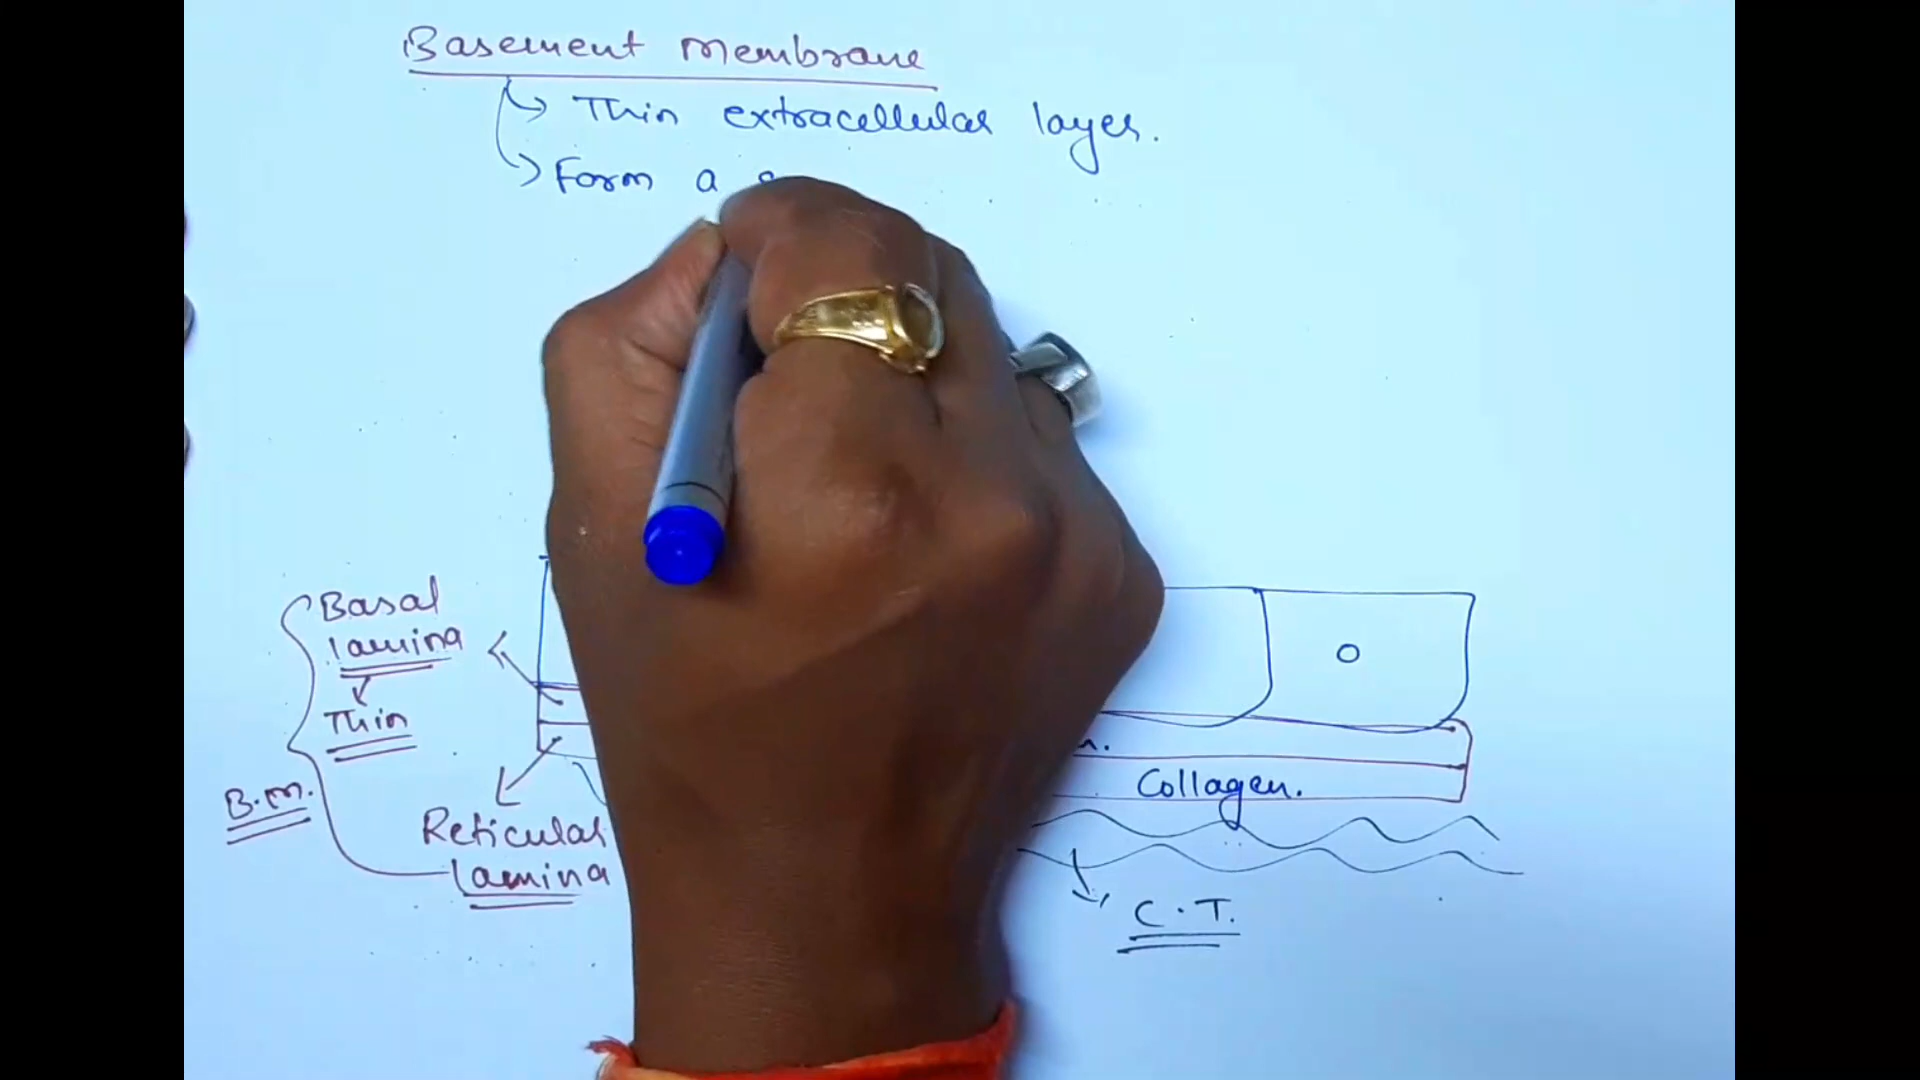 Basement Membrane
Thin extracellular layer.
Form a
Basal
lamina
Thin
B.M.
Reticular
lamina
Collagen.
C.T.